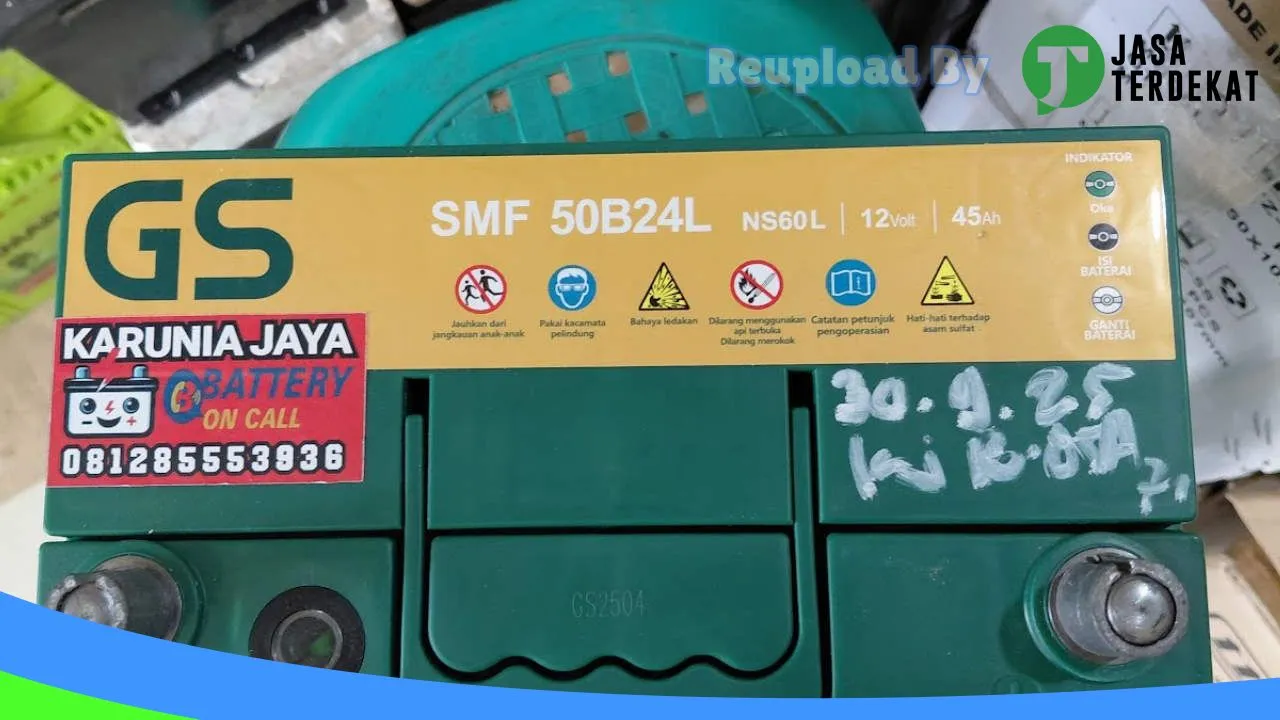 Reupload By
JASA
TERDEKAT
GS
SMF 50B24L NS60L 12Volt 45Ah
INDIKATOR
Oke
ISI
BATERAI
GANTI
BATERAI
Jauhkan dari
jangkauan anak-anak
Pakai kacamata
pelindung
Bahaya ledakan
Dilarang menggunakan
api terbuka
Dilarang merokok
Catatan petunjuk
pengoperasian
Hati-hati terhadap
asam sulfat
KARUNIA JAYA
BATTERY
ON CALL
081285553936
30.9.25
GS2504